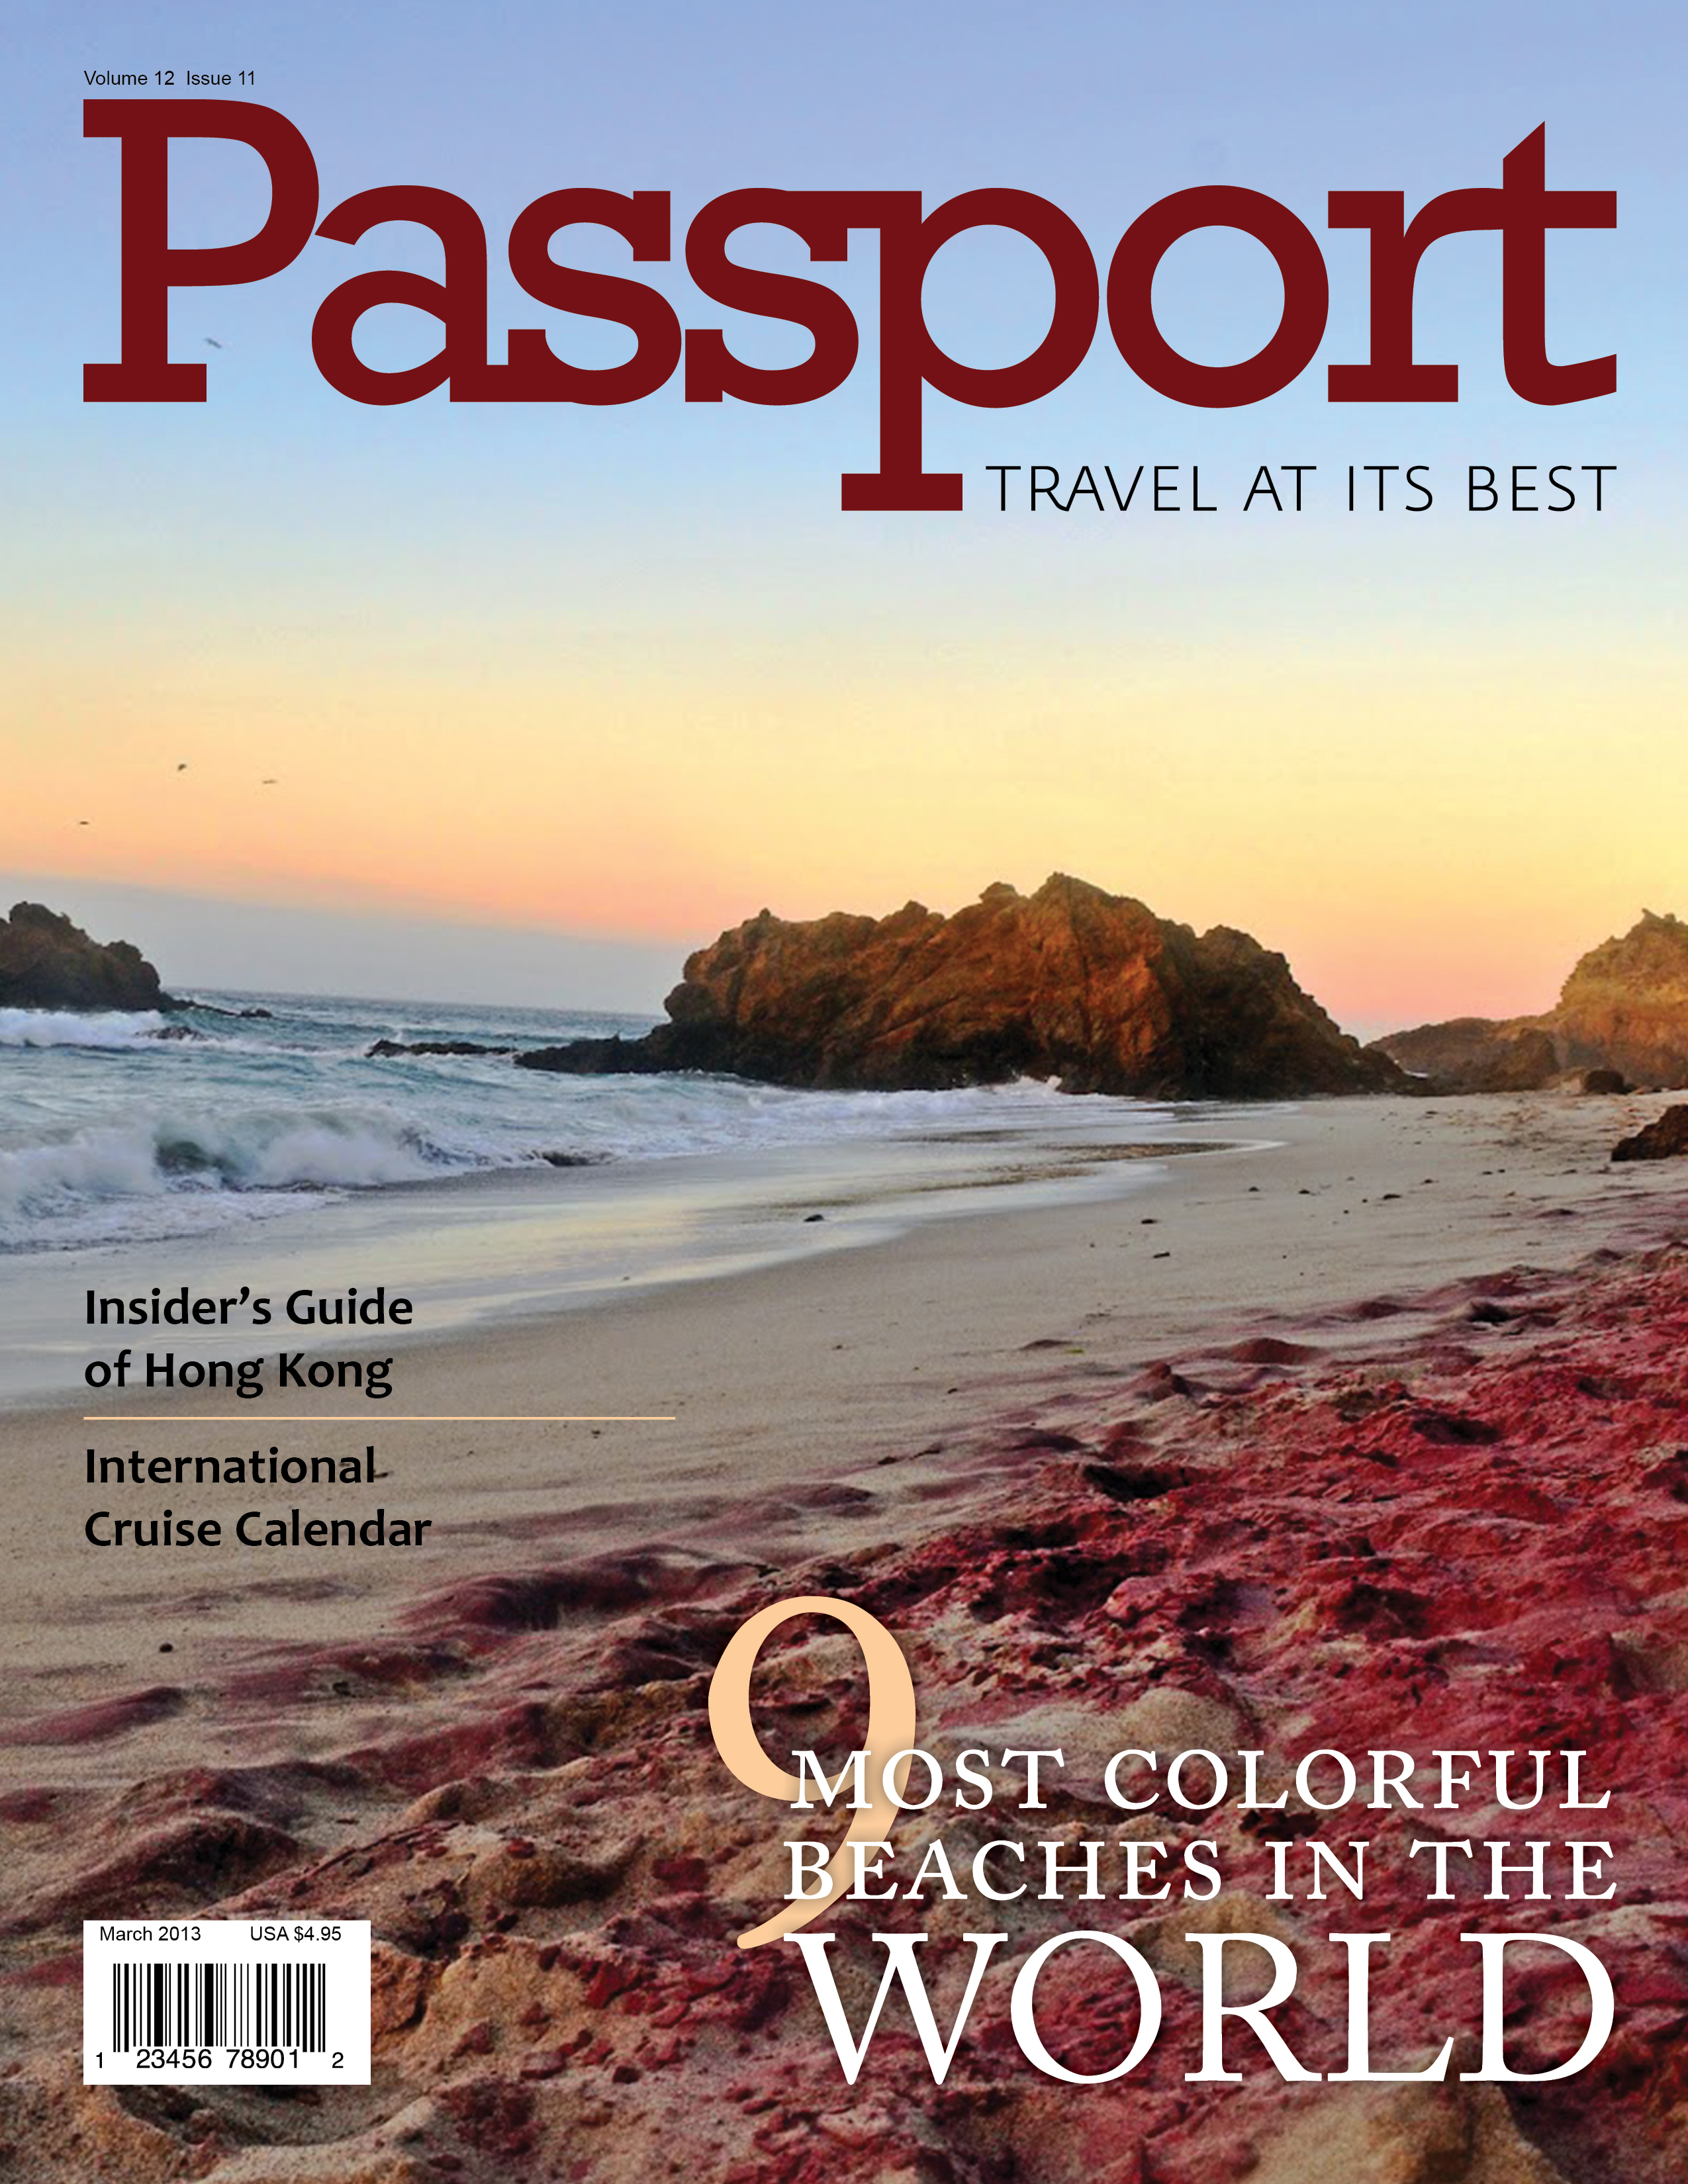 Volume 12 Issue 11
Passport
TRAVEL AT ITS BEST
Insider’s Guide
of Hong Kong
International
Cruise Calendar
9
MOST COLORFUL
BEACHES IN THE
WORLD
March 2013 USA $4.95
1 23456 78901 2